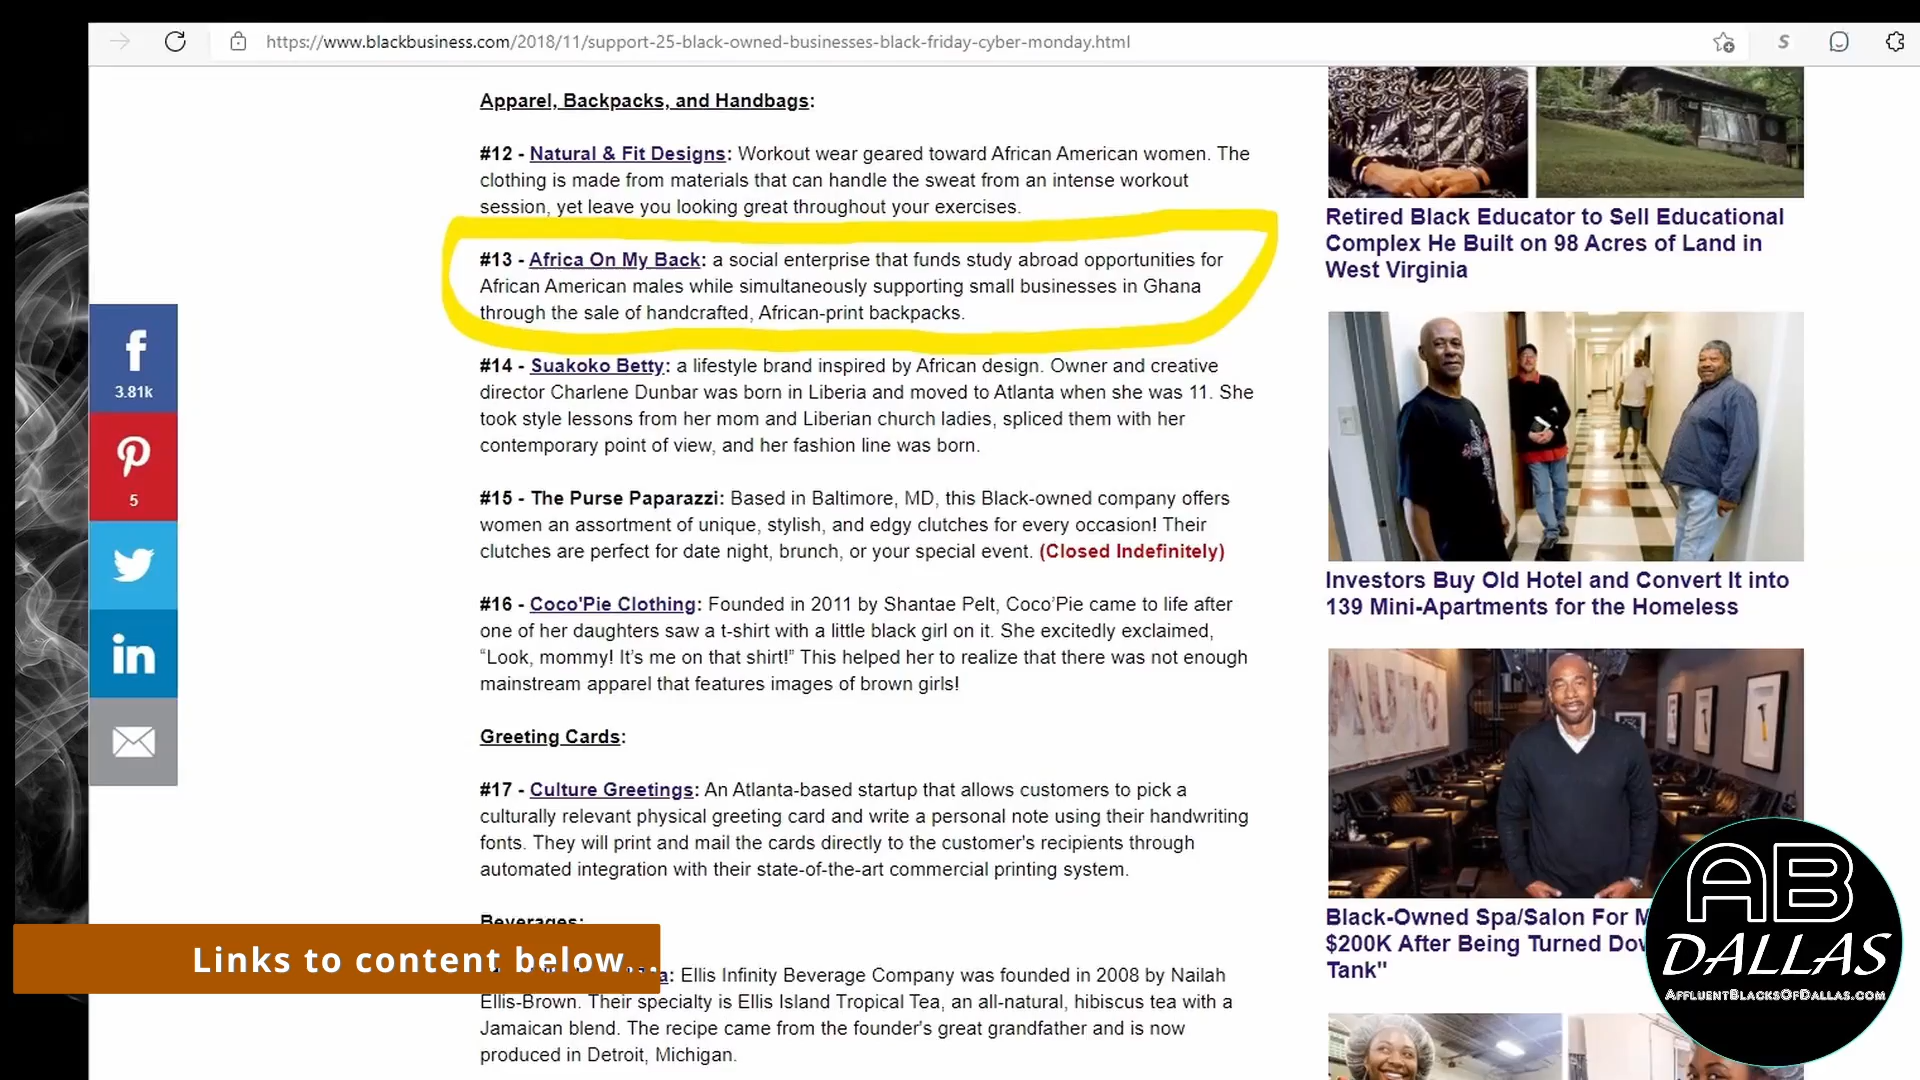 https://www.blackbusiness.com/2018/11/support-25-black-owned-businesses-black-friday-cyber-monday.html
Apparel, Backpacks, and Handbags:
#12 - Natural & Fit Designs: Workout wear geared toward African American women. The
clothing is made from materials that can handle the sweat from an intense workout
session, yet leave you looking great throughout your exercises.
#13 - Africa On My Back: a social enterprise that funds study abroad opportunities for
African American males while simultaneously supporting small businesses in Ghana
through the sale of handcrafted, African-print backpacks.
#14 - Suakoko Betty: a lifestyle brand inspired by African design. Owner and creative
director Charlene Dunbar was born in Liberia and moved to Atlanta when she was 11. She
took style lessons from her mom and Liberian church ladies, spliced them with her
contemporary point of view, and her fashion line was born.
#15 - The Purse Paparazzi: Based in Baltimore, MD, this Black-owned company offers
women an assortment of unique, stylish, and edgy clutches for every occasion! Their
clutches are perfect for date night, brunch, or your special event. (Closed Indefinitely)
#16 - Coco'Pie Clothing: Founded in 2011 by Shantae Pelt, Coco’Pie came to life after
one of her daughters saw a t-shirt with a little black girl on it. She excitedly exclaimed,
“Look, mommy! It’s me on that shirt!” This helped her to realize that there was not enough
mainstream apparel that features images of brown girls!
Greeting Cards:
#17 - Culture Greetings: An Atlanta-based startup that allows customers to pick a
culturally relevant physical greeting card and write a personal note using their handwriting
fonts. They will print and mail the cards directly to the customer's recipients through
automated integration with their state-of-the-art commercial printing system.
Beverages:
a: Ellis Infinity Beverage Company was founded in 2008 by Nailah
Ellis-Brown. Their specialty is Ellis Island Tropical Tea, an all-natural, hibiscus tea with a
Jamaican blend. The recipe came from the founder's great grandfather and is now
produced in Detroit, Michigan.
3.81k
5
in
Links to content below...
Retired Black Educator to Sell Educational
Complex He Built on 98 Acres of Land in
West Virginia
Investors Buy Old Hotel and Convert It into
139 Mini-Apartments for the Homeless
AUTO
Black-Owned Spa/Salon For M
$200K After Being Turned Do
Tank"
AB
DALLAS
AFFLUENTBLACKSOFDALLAS.COM